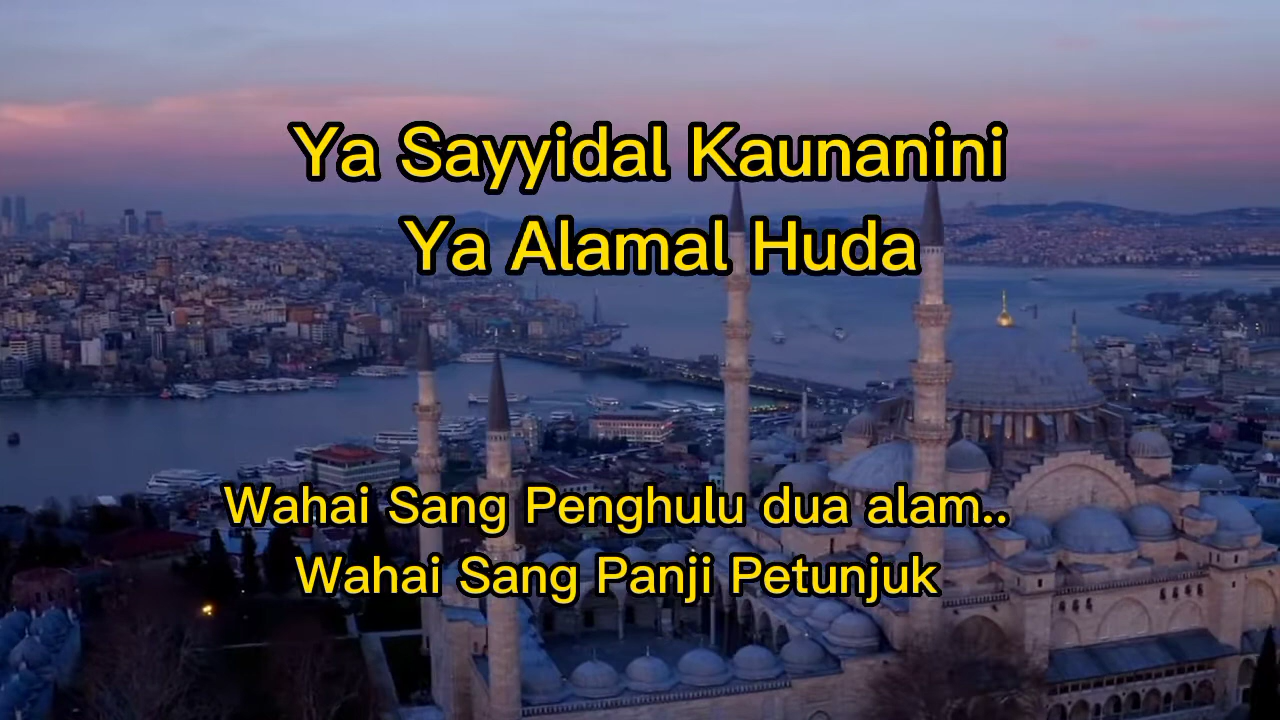 Ya Sayyidal Kaunanini
Ya Alamal Huda
Wahai Sang Penghulu dua alam..
Wahai Sang Panji Petunjuk